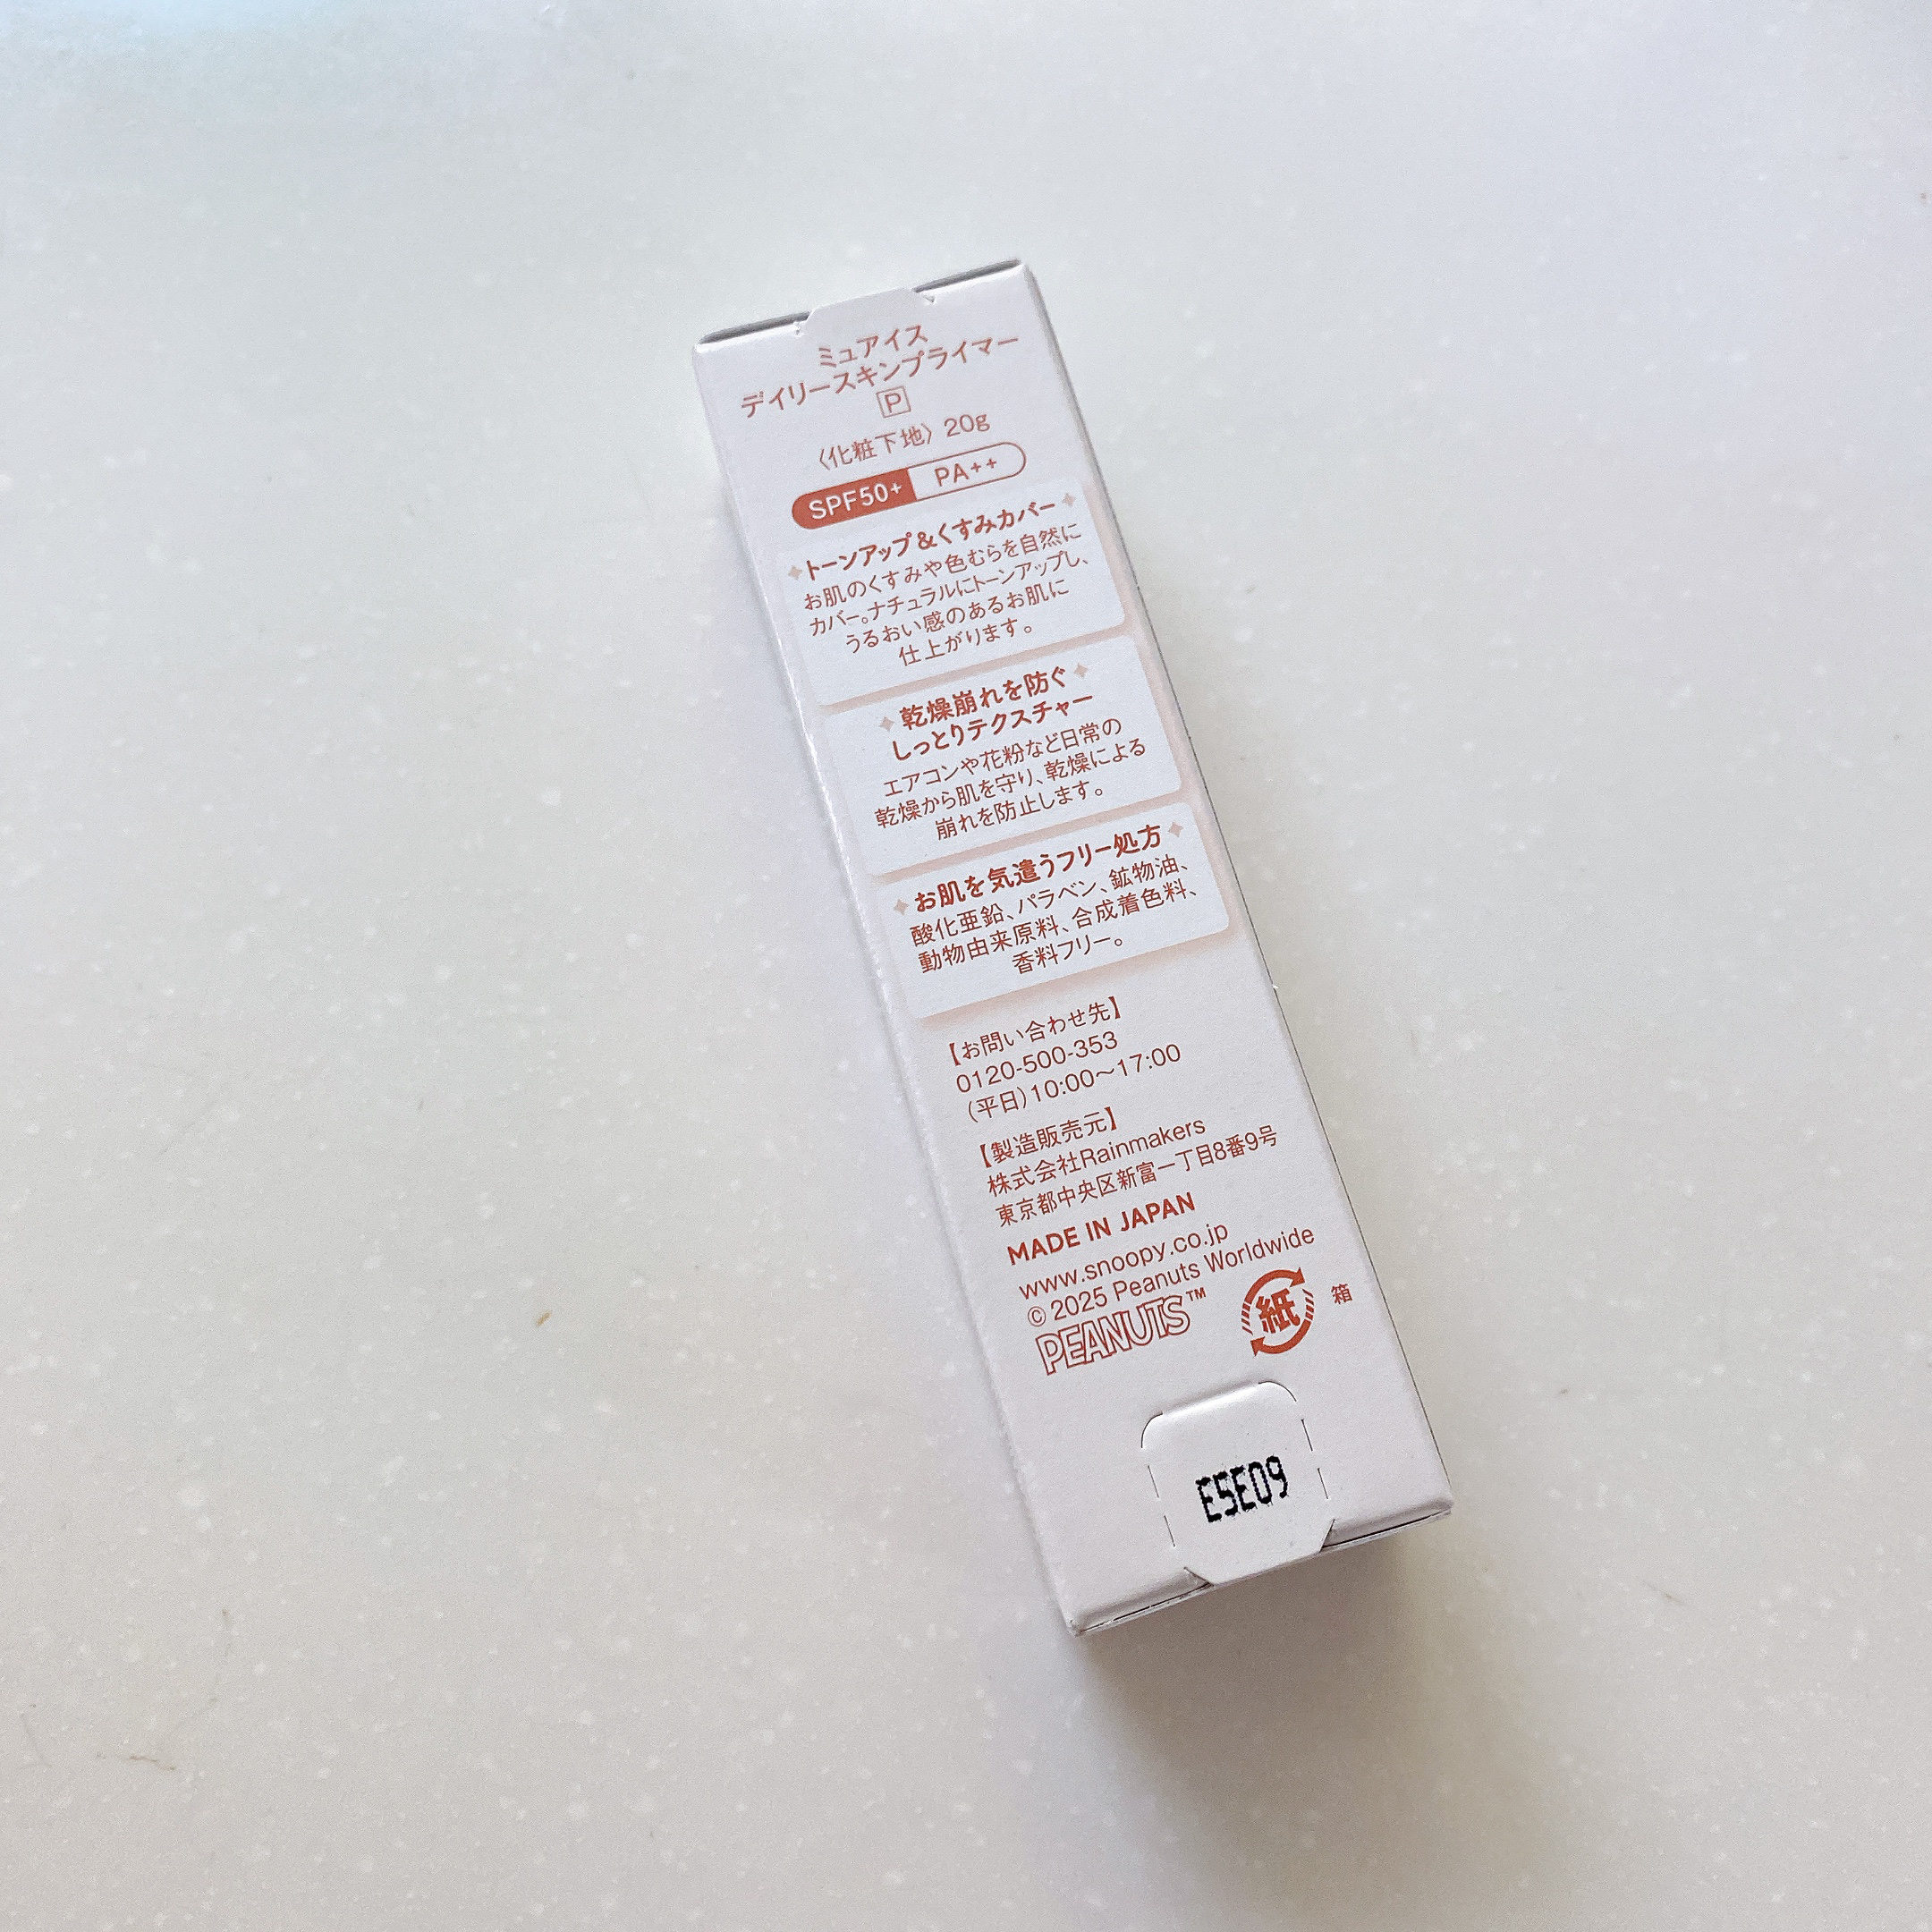 ミュアイス
デイリースキンプライマー
P
〈化粧下地〉20g
SPF50+ PA++
トーンアップ&くすみカバー
お肌のくすみや色むらを自然に
カバー。ナチュラルにトーンアップし、
うるおい感のあるお肌に
仕上がります。
乾燥崩れを防ぐ
しっとりテクスチャー
エアコンや花粉など日常の
乾燥から肌を守り、乾燥による
崩れを防止します。
お肌を気遣うフリー処方
酸化亜鉛、パラベン、鉱物油、
動物由来原料、合成着色料、
香料フリー。
【お問い合わせ先】
0120-500-353
(平日)10:00〜17:00
【製造販売元】
株式会社Rainmakers
東京都中央区新富一丁目8番9号
MADE IN JAPAN
www.snoopy.co.jp
© 2025 Peanuts Worldwide
PEANUTS™
紙 箱
E5E09